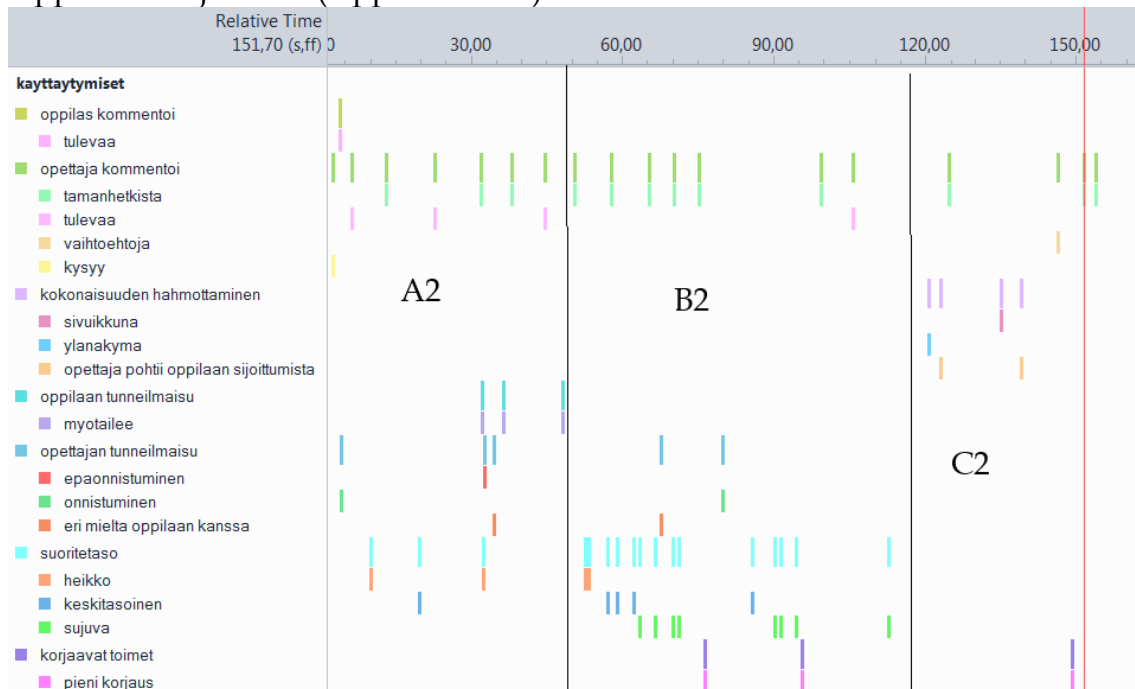 Relative Time
151,70 (s,ff) 0 30,00 60,00 90,00 120,00 150,00
kayttaytymiset
oppilas kommentoi
tulevaa
opettaja kommentoi
tamanhetkista
tulevaa
vaihtoehtoja
kysyy
kokonaisuuden hahmottaminen
sivuikkuna
ylanakyma
opettaja pohtii oppilaan sijoittumista
oppilaan tunneilmaisu
myotailee
opettajan tunneilmaisu
epaonnistuminen
onnistuminen
eri mielta oppilaan kanssa
suoritetaso
heikko
keskitasoinen
sujuva
korjaavat toimet
pieni korjaus
A2
B2
C2